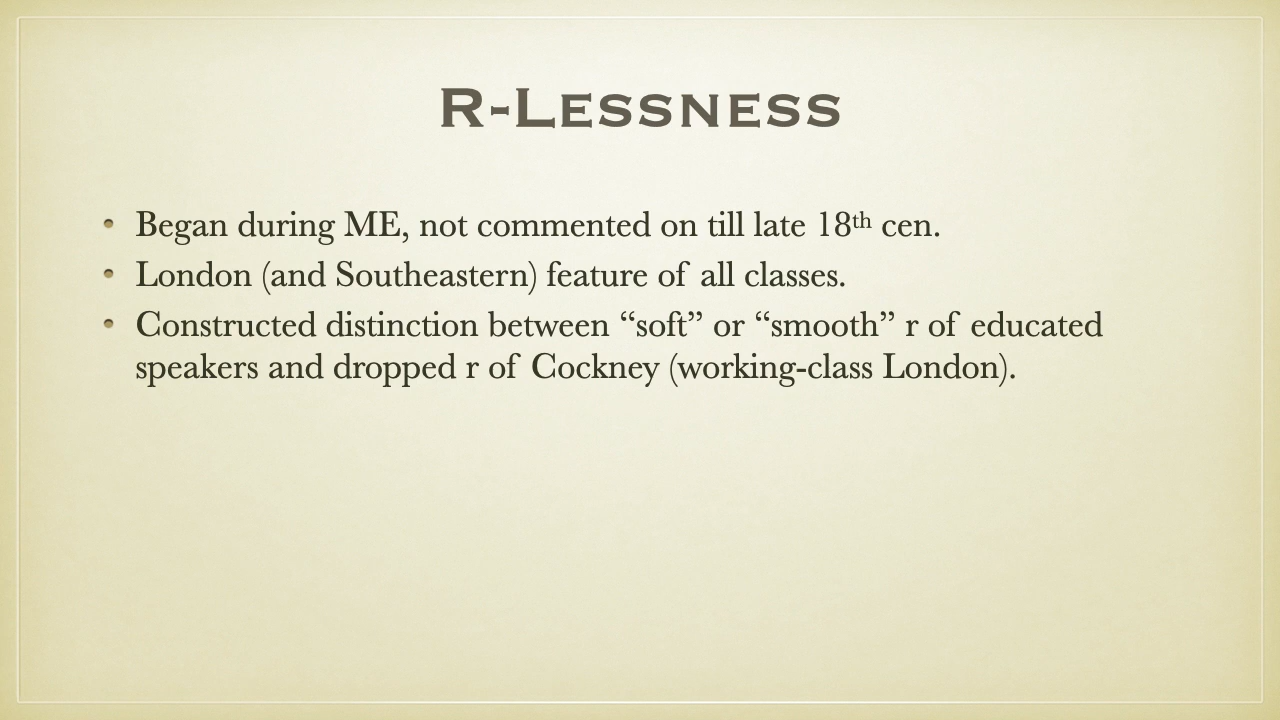 R-Lessness
• Began during ME, not commented on till late 18th cen.
• London (and Southeastern) feature of all classes.
• Constructed distinction between “soft” or “smooth” r of educated
speakers and dropped r of Cockney (working-class London).